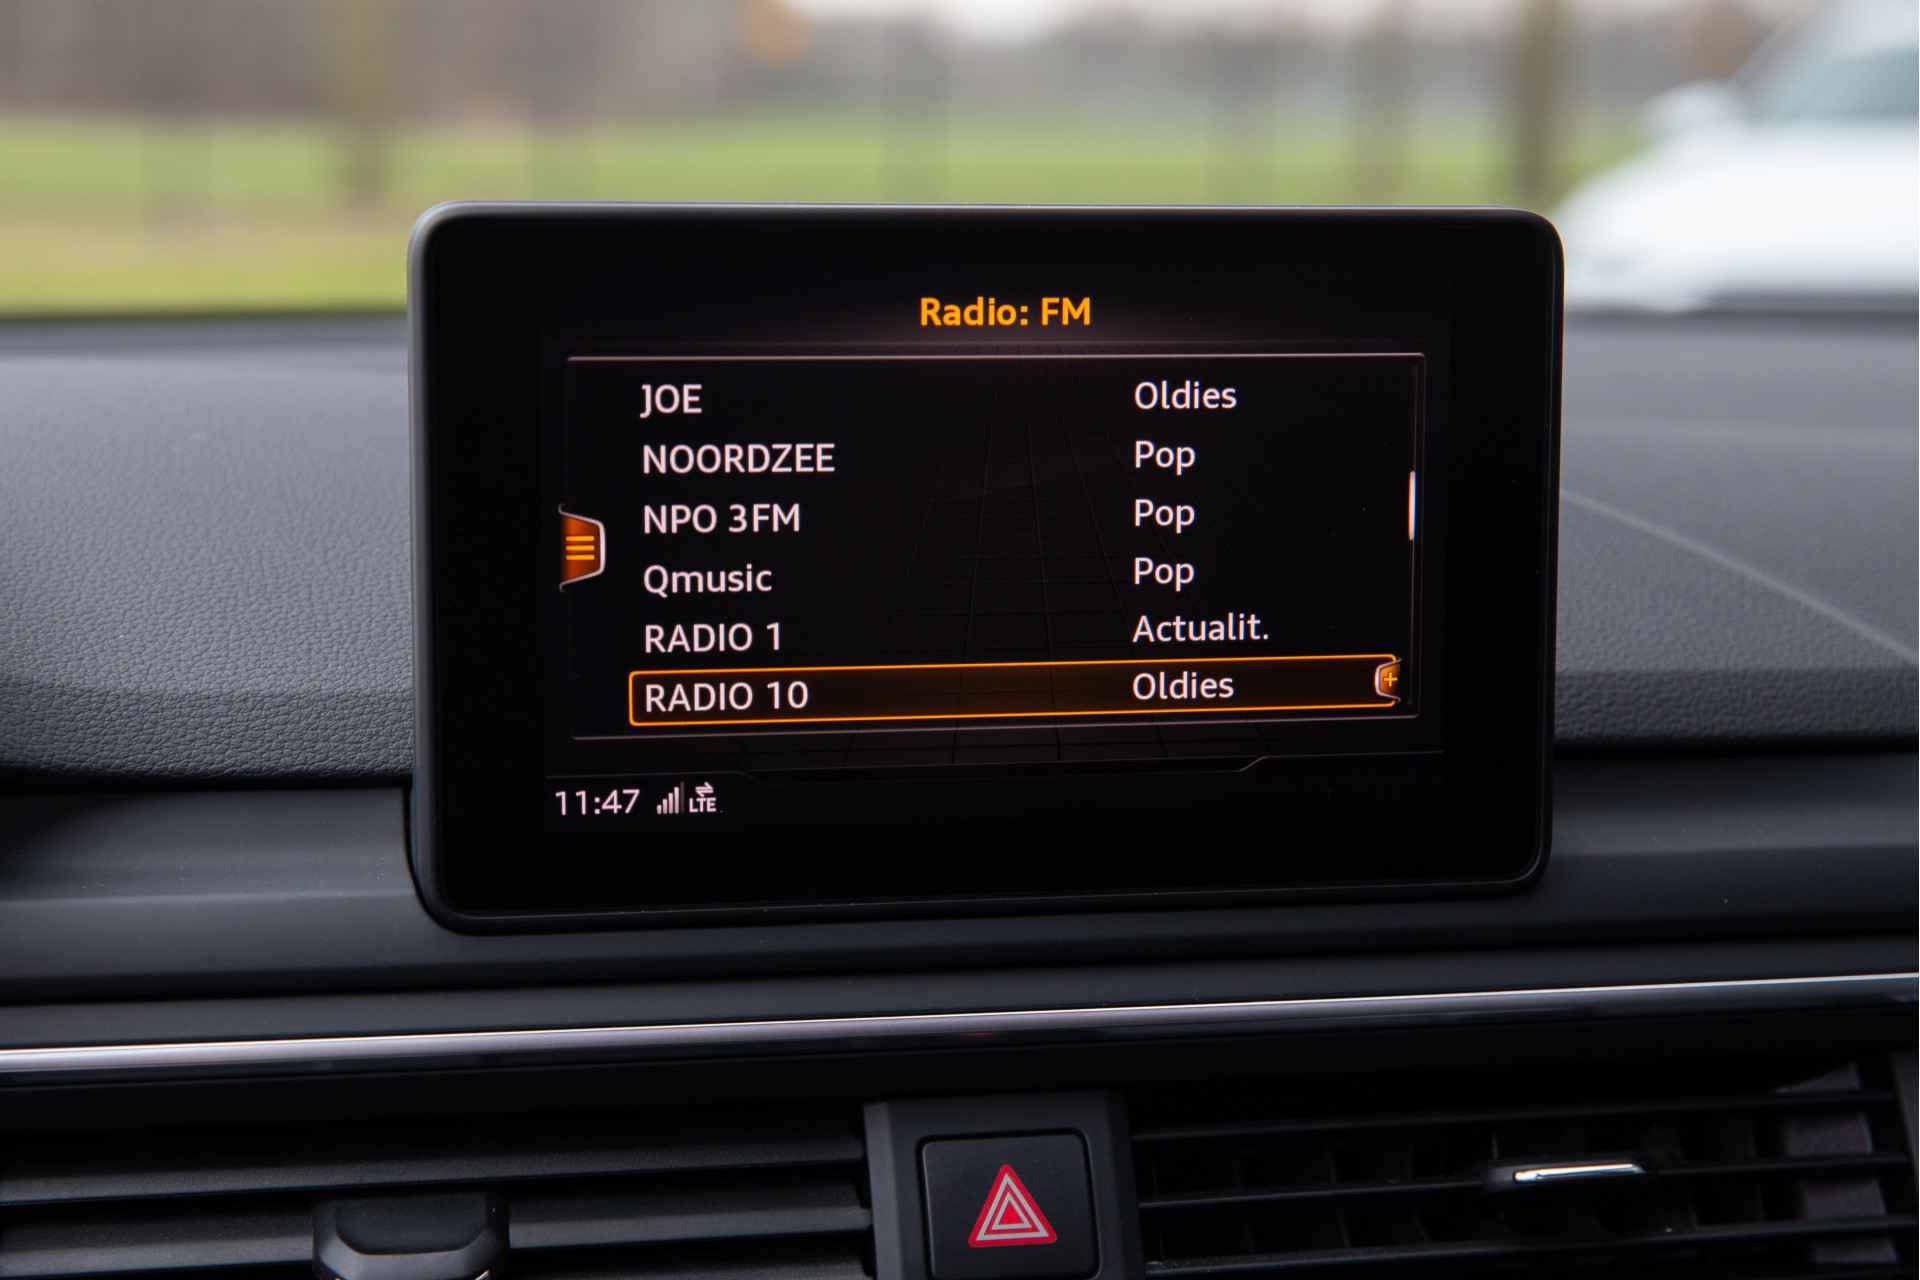 Radio: FM
JOE Oldies
NOORDZEE Pop
NPO 3FM Pop
Qmusic Pop
RADIO 1 Actualit.
RADIO 10 Oldies
11:47 LTE